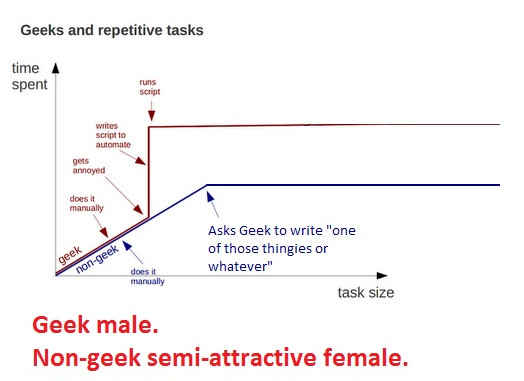 Geeks and repetitive tasks
time
spent
runs
script
writes
script to
automate
gets
annoyed
does it
manually
geek
non-geek
does it
manually
Asks Geek to write "one
of those thingies or
whatever"
task size
Geek male.
Non-geek semi-attractive female.